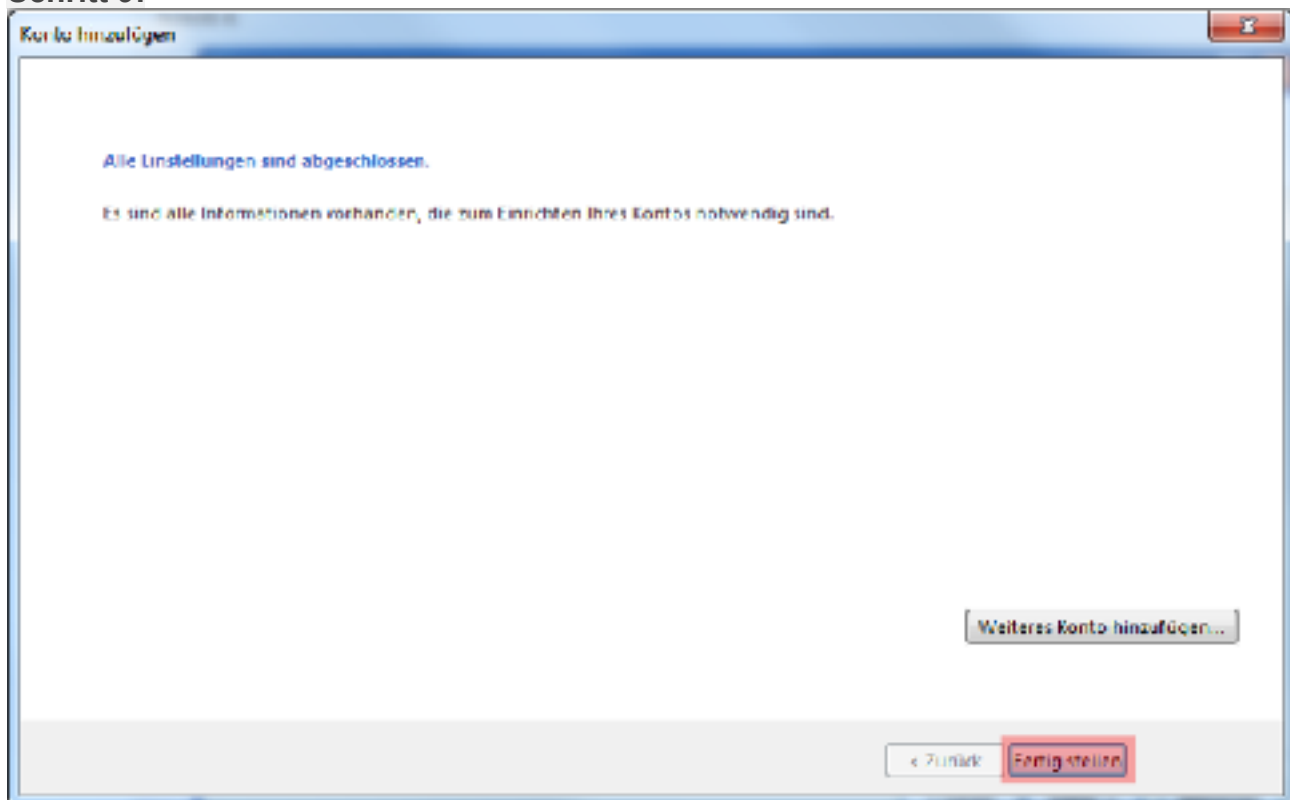 Konto hinzufügen
Alle Einstellungen sind abgeschlossen.
Es sind alle Informationen vorhanden, die zum Einrichten Ihres Kontos notwendig sind.
Weiteres Konto hinzufügen...
< Zurück
Fertig stellen